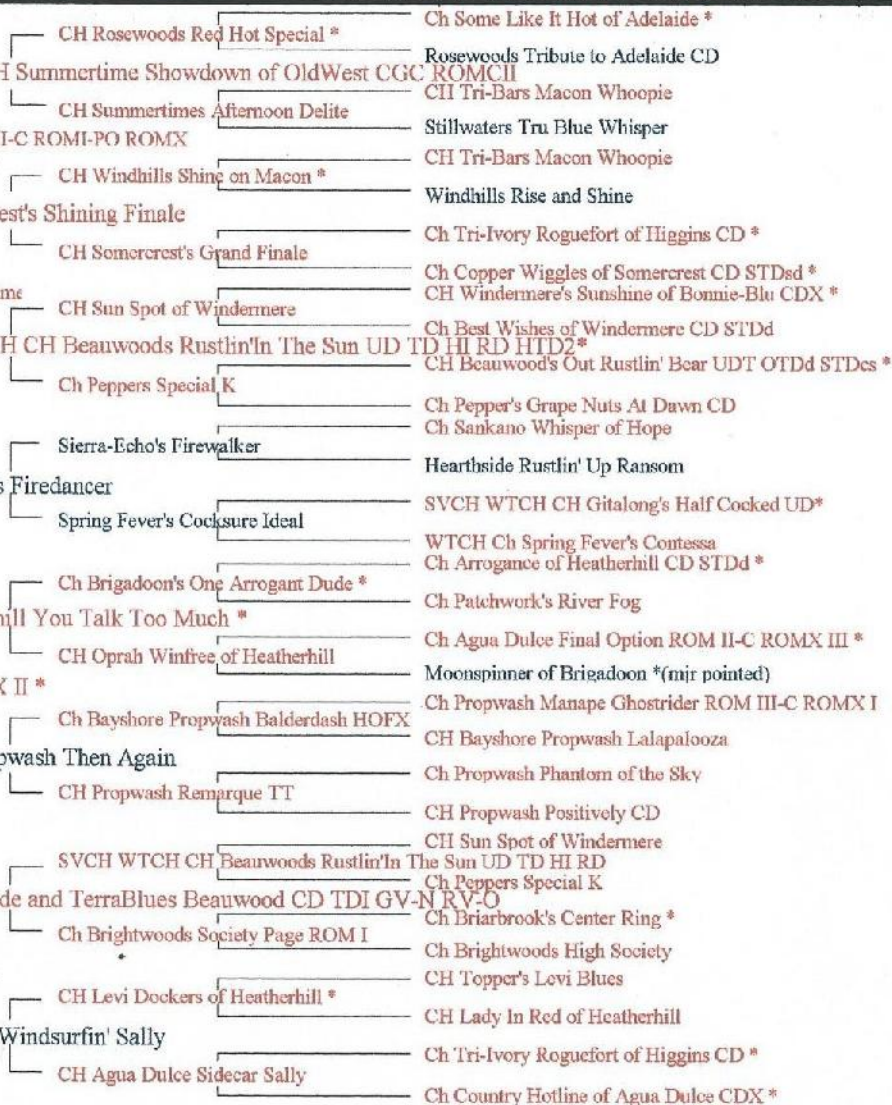 Ch Some Like It Hot of Adelaide *
CH Rosewoods Red Hot Special *
Rosewoods Tribute to Adelaide CD
H Summertime Showdown of OldWest CGC ROMCII
CH Tri-Bars Macon Whoopie
CH Summertimes Afternoon Delite
Stillwaters Tru Blue Whisper
I-C ROMI-PO ROMX
CH Tri-Bars Macon Whoopie
CH Windhills Shine on Macon *
Windhills Rise and Shine
est's Shining Finale
Ch Tri-Ivory Roguefort of Higgins CD *
CH Somercrest's Grand Finale
Ch Copper Wiggles of Somercrest CD STDsd *
me
CH Windermere's Sunshine of Bonnie-Blu CDX *
CH Sun Spot of Windermere
Ch Best Wishes of Windermere CD STDd
H CH Beauwoods Rustlin'In The Sun UD TD HI RD HTD2*
CH Beauwood's Out Rustlin' Bear UDT OTDd STDcs *
Ch Peppers Special K
Ch Pepper's Grape Nuts At Dawn CD
Ch Sankano Whisper of Hope
Sierra-Echo's Firewalker
Hearthside Rustlin' Up Ransom
s Firedancer
SVCH WTCH CH Gitalong's Half Cocked UD*
Spring Fever's Cocksure Ideal
WTCH Ch Spring Fever's Contessa
Ch Arrogance of Heatherhill CD STDd *
Ch Brigadoon's One Arrogant Dude *
Ch Patchwork's River Fog
hill You Talk Too Much *
Ch Agua Dulce Final Option ROM II-C ROMX III *
CH Oprah Winfree of Heatherhill
Moonspinner of Brigadoon *(mjr pointed)
X II *
Ch Propwash Manape Ghostrider ROM III-C ROMX I
Ch Bayshore Propwash Balderdash HOFX
CH Bayshore Propwash Lalapalooza
pwash Then Again
Ch Propwash Phantom of the Sky
CH Propwash Remarque TT
CH Propwash Positively CD
CH Sun Spot of Windermere
SVCH WTCH CH Beauwoods Rustlin'In The Sun UD TD HI RD
Ch Peppers Special K
de and TerraBlues Beauwood CD TDI GV-N RV-O
Ch Briarbrook's Center Ring *
Ch Brightwoods Society Page ROM I
Ch Brightwoods High Society
CH Topper's Levi Blues
CH Levi Dockers of Heatherhill *
CH Lady In Red of Heatherhill
Windsurfin' Sally
Ch Tri-Ivory Roguefort of Higgins CD *
CH Agua Dulce Sidecar Sally
Ch Country Hotline of Agua Dulce CDX *